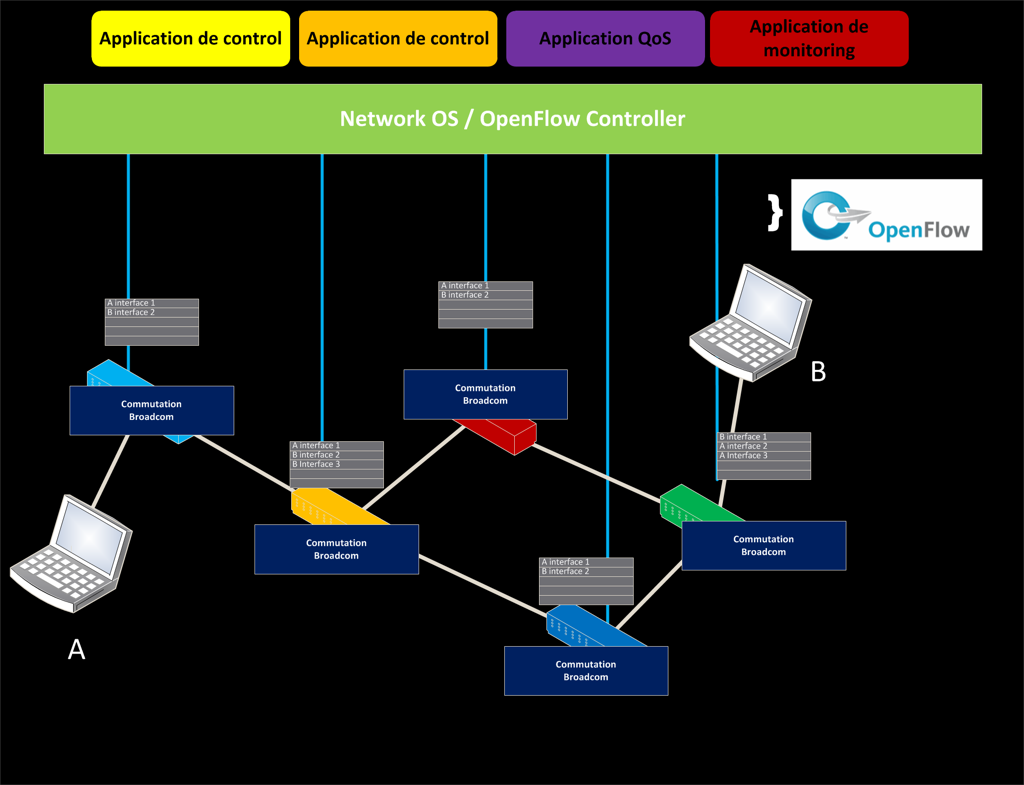 Application de control
Application de control
Application QoS
Application de
monitoring
Network OS / OpenFlow Controller
}
OpenFlow
™
A interface 1
B interface 2
A interface 1
B interface 2
B
Commutation
Broadcom
Commutation
Broadcom
A interface 1
B interface 2
B Interface 3
B interface 1
A interface 2
A Interface 3
Commutation
Broadcom
Commutation
Broadcom
A interface 1
B interface 2
A
Commutation
Broadcom